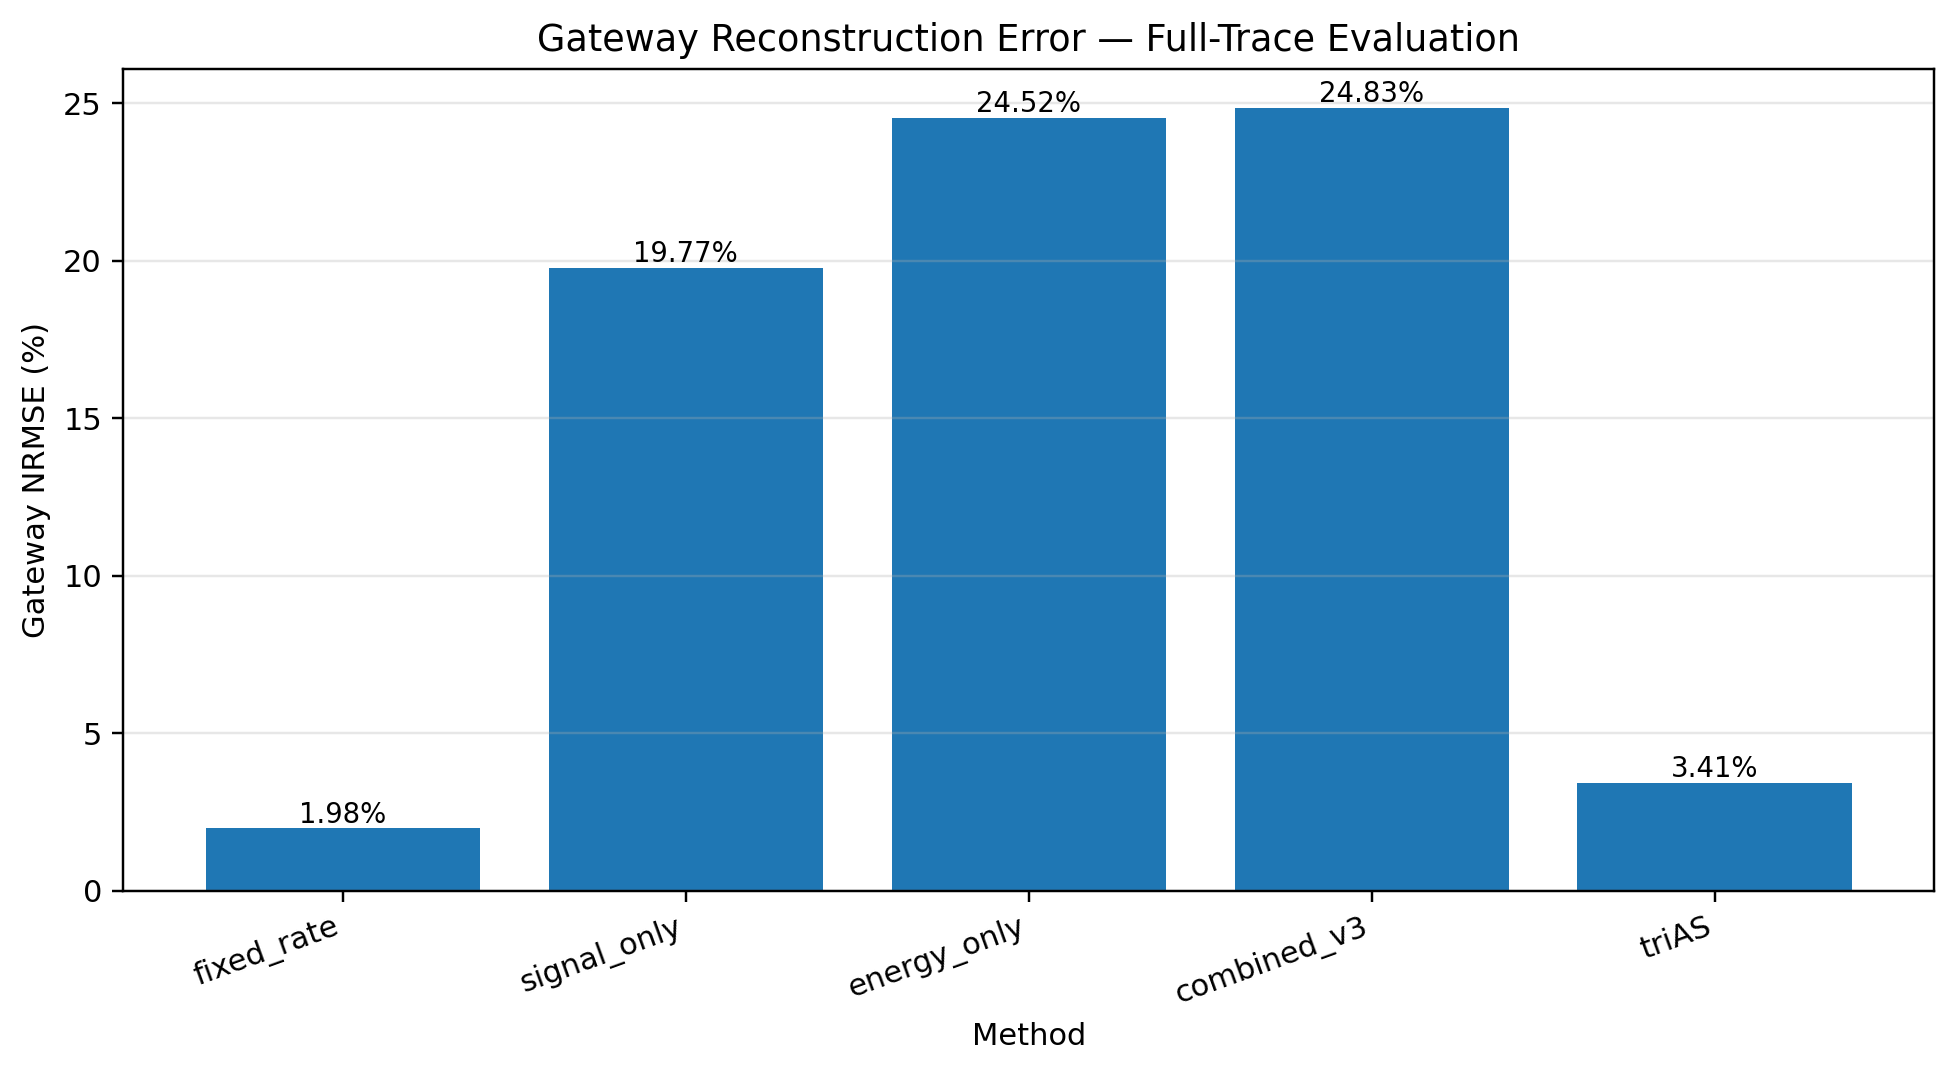 Gateway Reconstruction Error — Full-Trace Evaluation
Gateway NRMSE (%)
25
20
15
10
5
0
1.98%
19.77%
24.52%
24.83%
3.41%
fixed_rate
signal_only
energy_only
combined_v3
triAS
Method